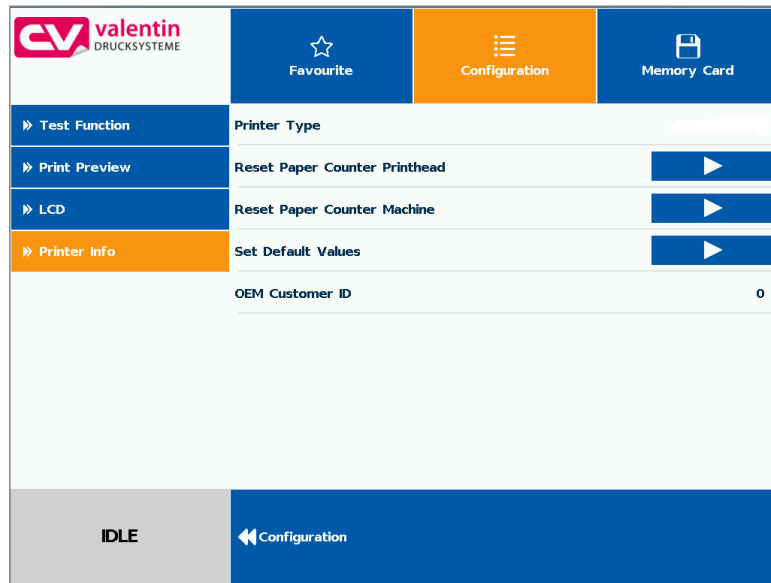 valentin
DRUCKSYSTEME
Favourite
Configuration
Memory Card
Test Function
Printer Type
Print Preview
Reset Paper Counter Printhead
LCD
Reset Paper Counter Machine
Printer Info
Set Default Values
OEM Customer ID 0
IDLE
Configuration